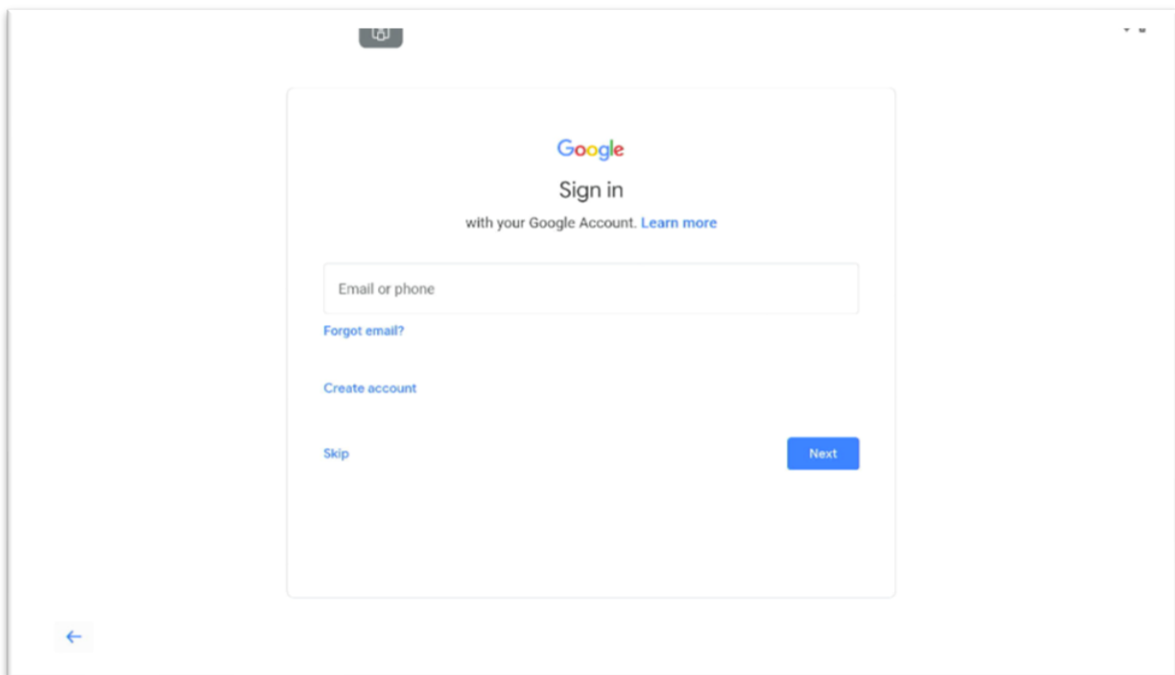 Google
Sign in
with your Google Account. Learn more
Email or phone
Forgot email?
Create account
Skip
Next